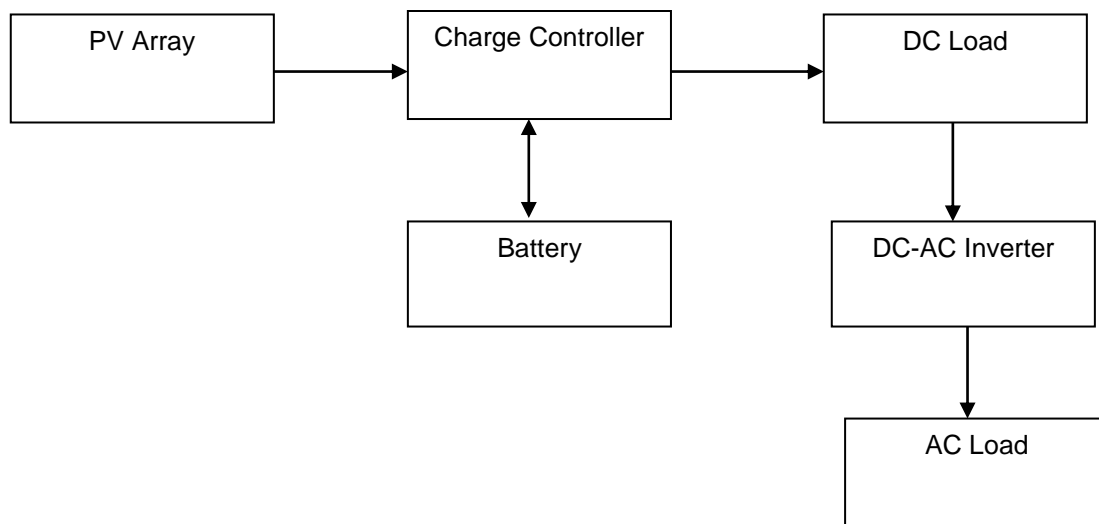 PV Array
Charge Controller
DC Load
Battery
DC-AC Inverter
AC Load